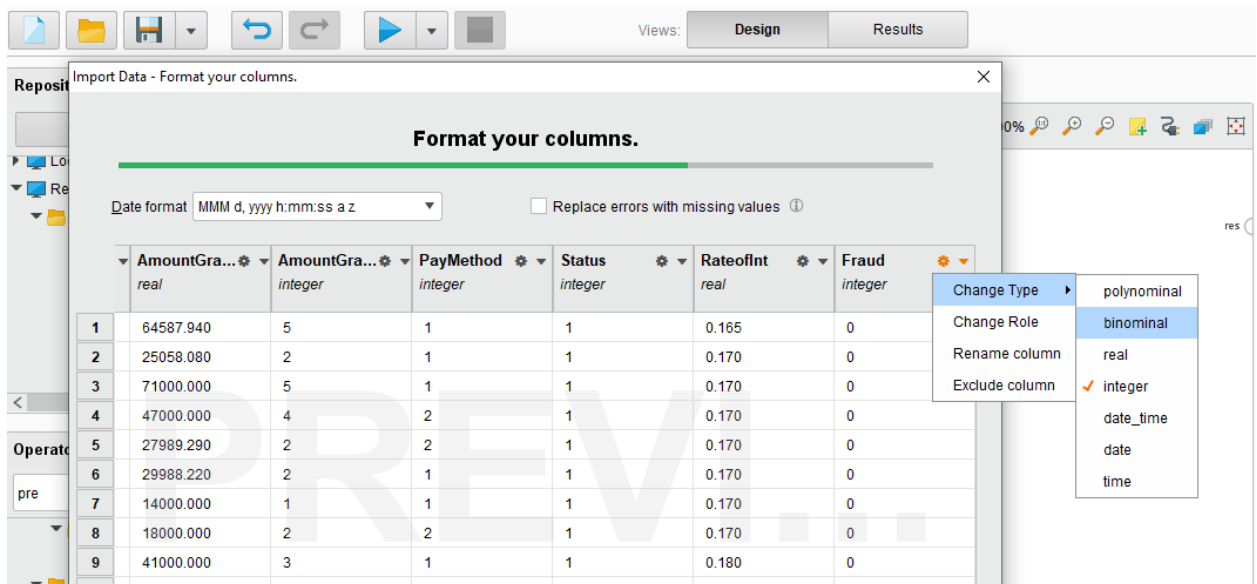 Views: Design Results
Import Data - Format your columns.
Reposit
Format your columns.
Date format MMM d, yyyy h:mm:ss a z Replace errors with missing values
res
AmountGra... AmountGra... PayMethod Status RateofInt Fraud
real integer integer integer real integer
1 64587.940 5 1 1 0.165 0
2 25058.080 2 1 1 0.170 0
3 71000.000 5 1 1 0.170 0
4 47000.000 4 2 1 0.170 0
5 27989.290 2 2 1 0.170 0
6 29988.220 2 1 1 0.170 0
7 14000.000 1 1 1 0.170 0
8 18000.000 2 2 1 0.170 0
9 41000.000 3 1 1 0.180 0
Change Type
Change Role
Rename column
Exclude column
polynominal
binominal
real
integer
date_time
date
time
Lo
Re
Operato
pre
PREVI...